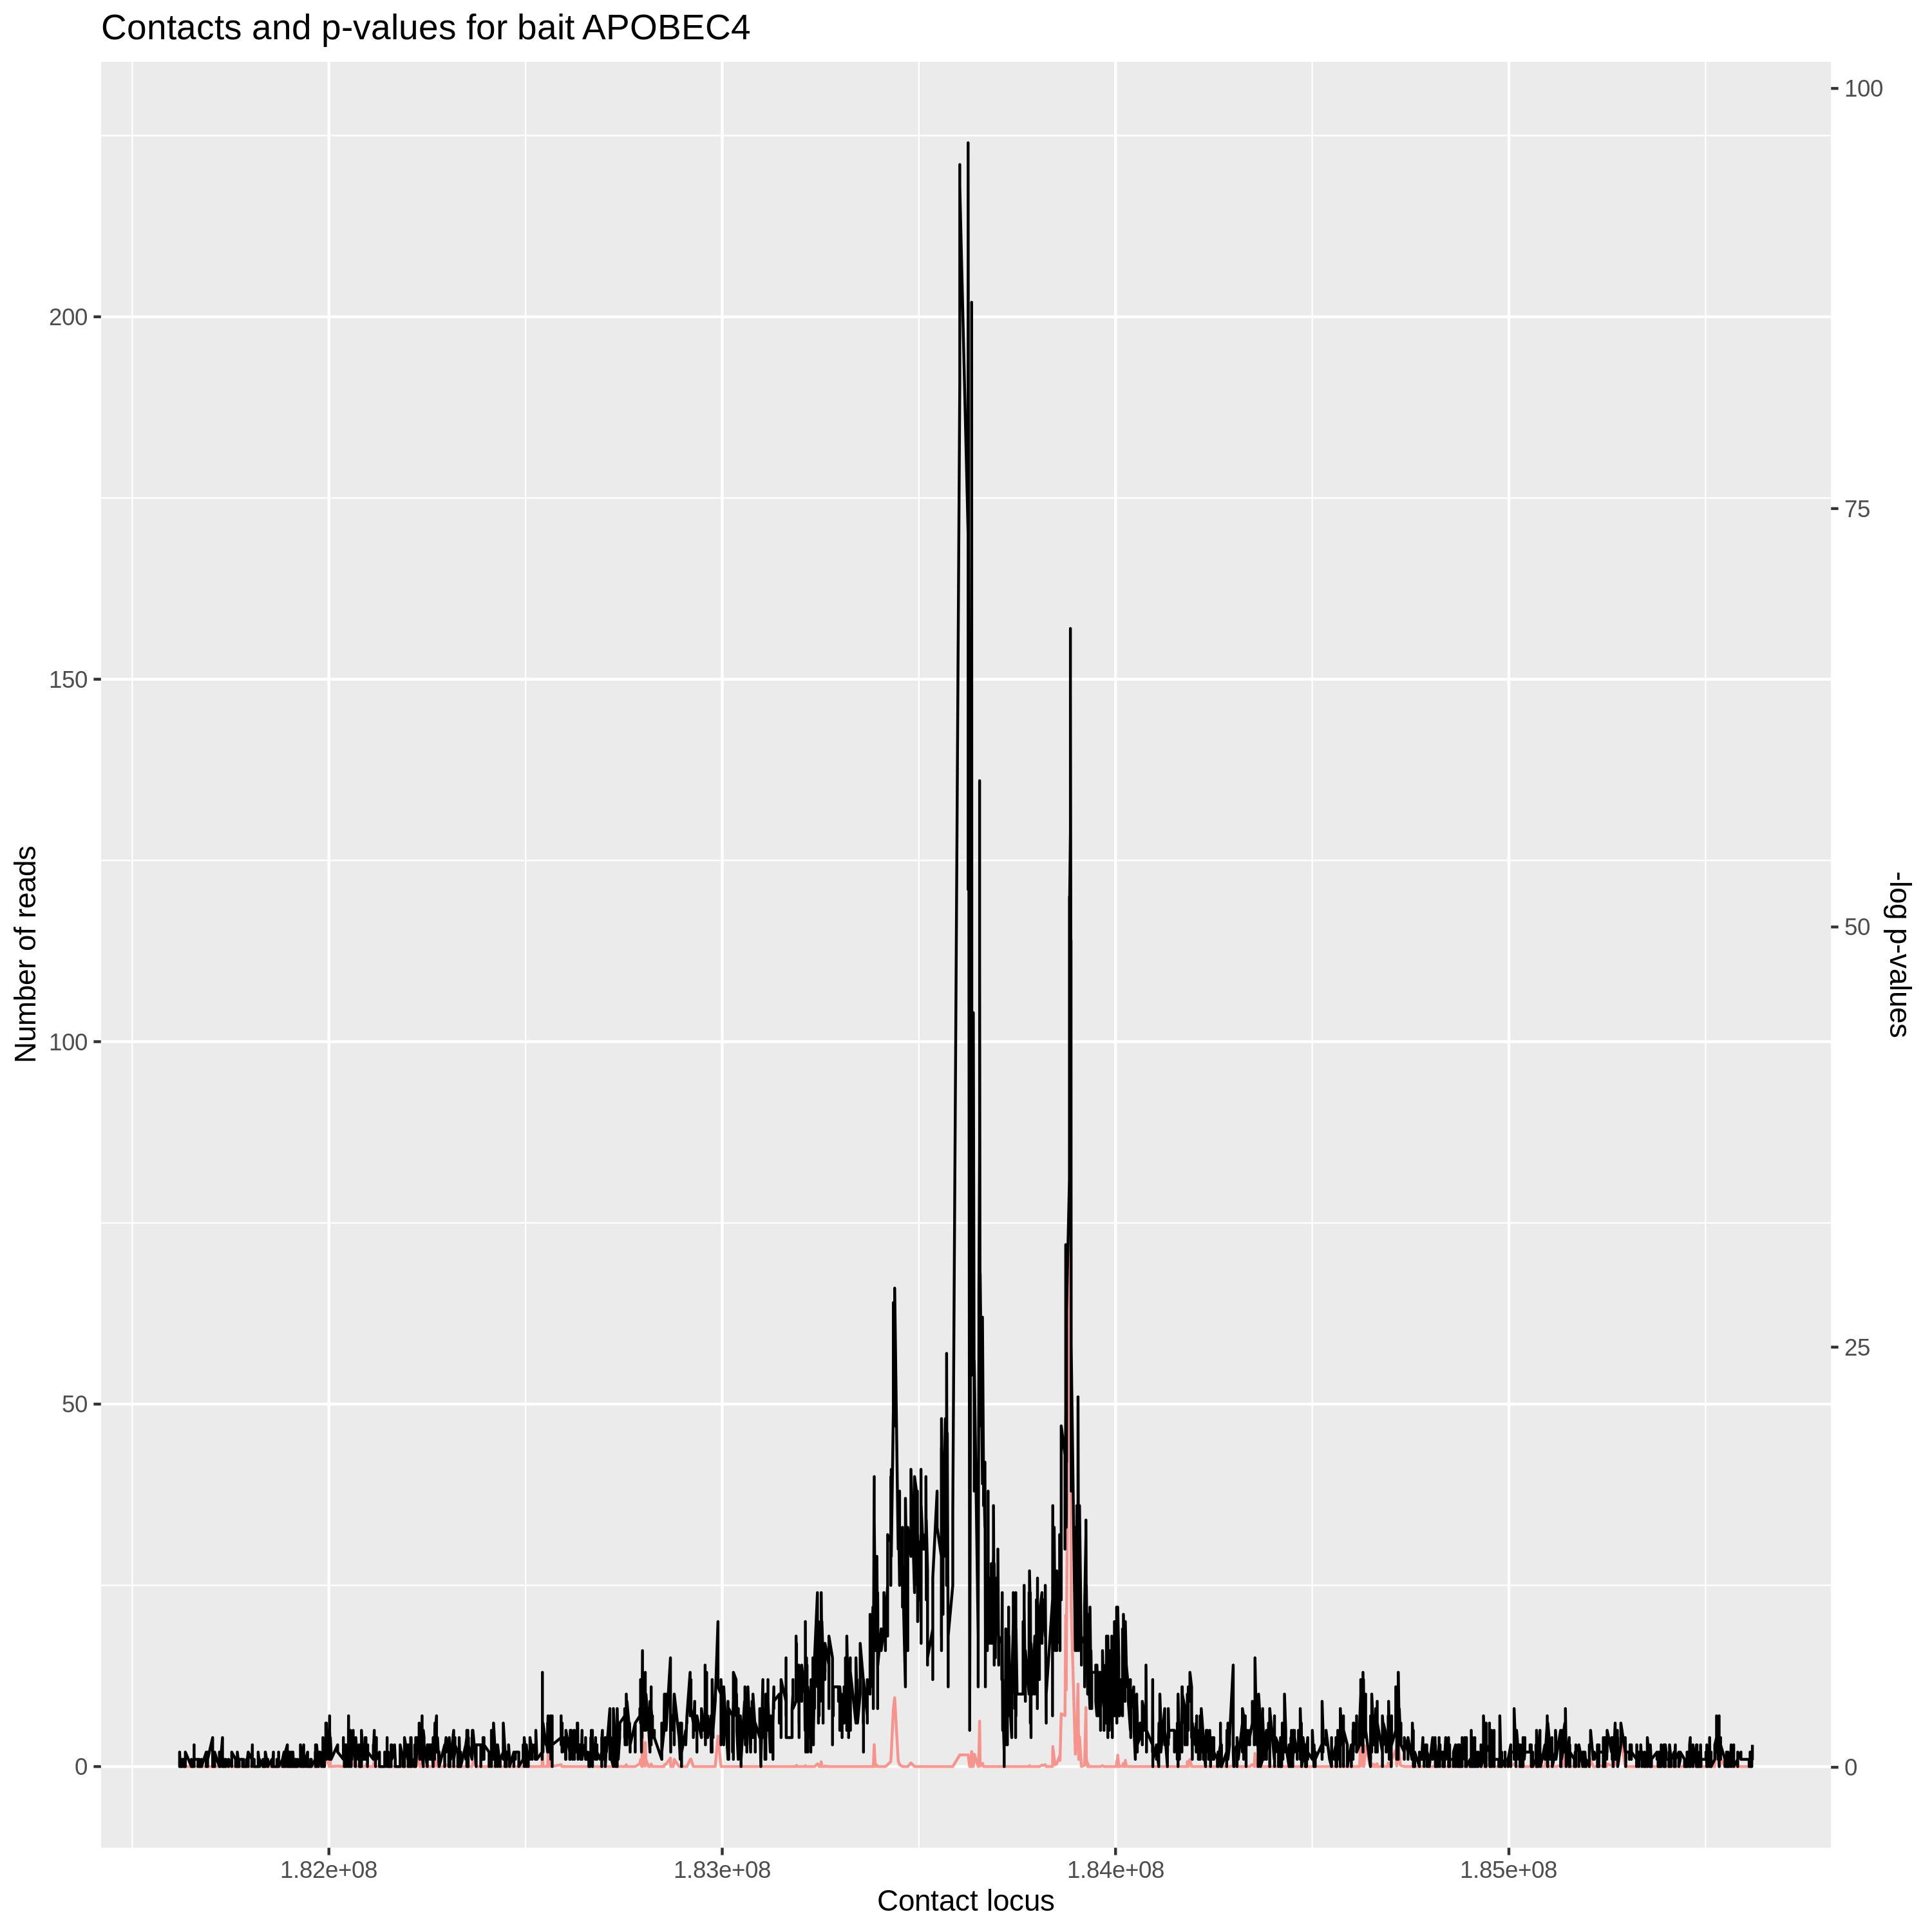 Contacts and p-values for bait APOBEC4
Number of reads
200
150
100
50
0
100
75
50
25
0
-log p-values
1.82e+08
1.83e+08
1.84e+08
1.85e+08
Contact locus